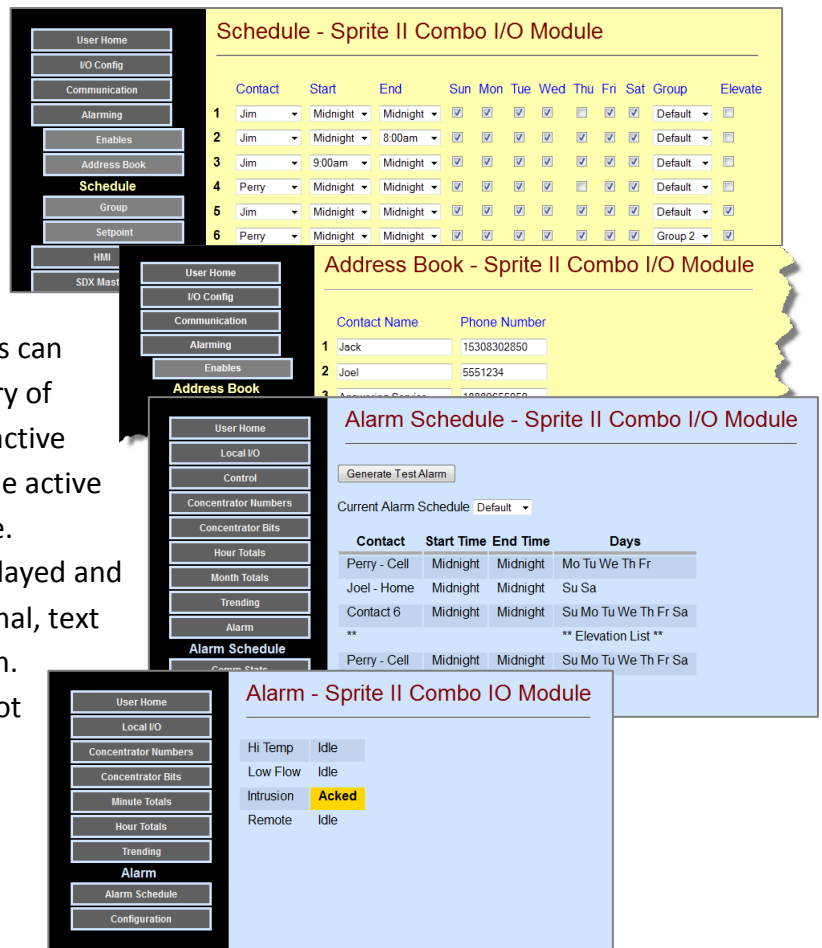 Schedule - Sprite II Combo I/O Module
User Home
I/O Config
Communication
Alarming
Enables
Address Book
Schedule
Group
Setpoint
HMI
SDX Mast
Contact Start End Sun Mon Tue Wed Thu Fri Sat Group Elevate
1 Jim Midnight Midnight Default
2 Jim Midnight 8:00am Default
3 Jim 9:00am Midnight Default
4 Perry Midnight Midnight Default
5 Jim Midnight Midnight Default
6 Perry Midnight Midnight Group 2
Address Book - Sprite II Combo I/O Module
User Home
I/O Config
Communication
Alarming
Enables
Address Book
Contact Name Phone Number
1 Jack 15308302850
2 Joel 5551234
3 Answering Service
s can
ry of
active
e active
e.
layed and
nal, text
n.
ot
Alarm Schedule - Sprite II Combo I/O Module
User Home
Local I/O
Control
Concentrator Numbers
Concentrator Bits
Hour Totals
Month Totals
Trending
Alarm
Alarm Schedule
Comm Stats
Generate Test Alarm
Current Alarm Schedule Default
Contact Start Time End Time Days
Perry - Cell Midnight Midnight Mo Tu We Th Fr
Joel - Home Midnight Midnight Su Sa
Contact 6 Midnight Midnight Su Mo Tu We Th Fr Sa
** ** Elevation List **
Perry - Cell Midnight Midnight Su Mo Tu We Th Fr Sa
Alarm - Sprite II Combo IO Module
User Home
Local I/O
Concentrator Numbers
Concentrator Bits
Minute Totals
Hour Totals
Trending
Alarm
Alarm Schedule
Configuration
Hi Temp Idle
Low Flow Idle
Intrusion Acked
Remote Idle